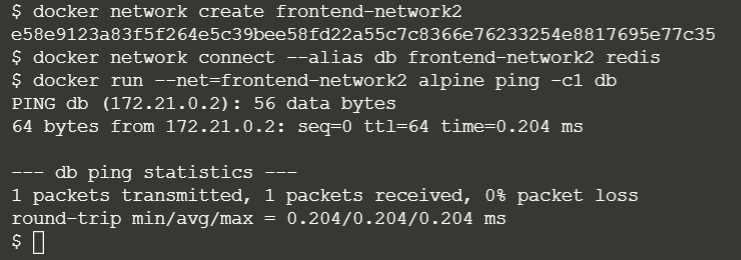 $ docker network create frontend-network2
e58e9123a83f5f264e5c39bee58fd22a55c7c8366e76233254e8817695e77c35
$ docker network connect --alias db frontend-network2 redis
$ docker run --net=frontend-network2 alpine ping -c1 db
PING db (172.21.0.2): 56 data bytes
64 bytes from 172.21.0.2: seq=0 ttl=64 time=0.204 ms
--- db ping statistics ---
1 packets transmitted, 1 packets received, 0% packet loss
round-trip min/avg/max = 0.204/0.204/0.204 ms
$